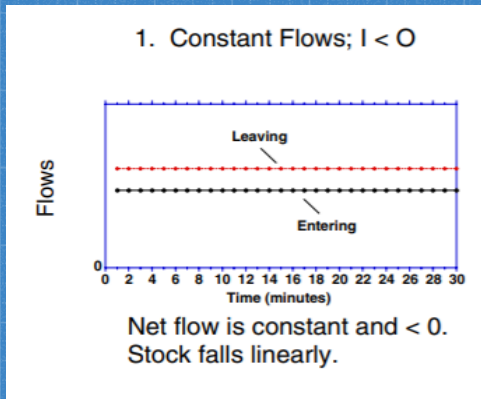 1. Constant Flows; I < O
Leaving
Flows
Entering
0
0 2 4 6 8 10 12 14 16 18 20 22 24 26 28 30
Time (minutes)
Net flow is constant and < 0.
Stock falls linearly.